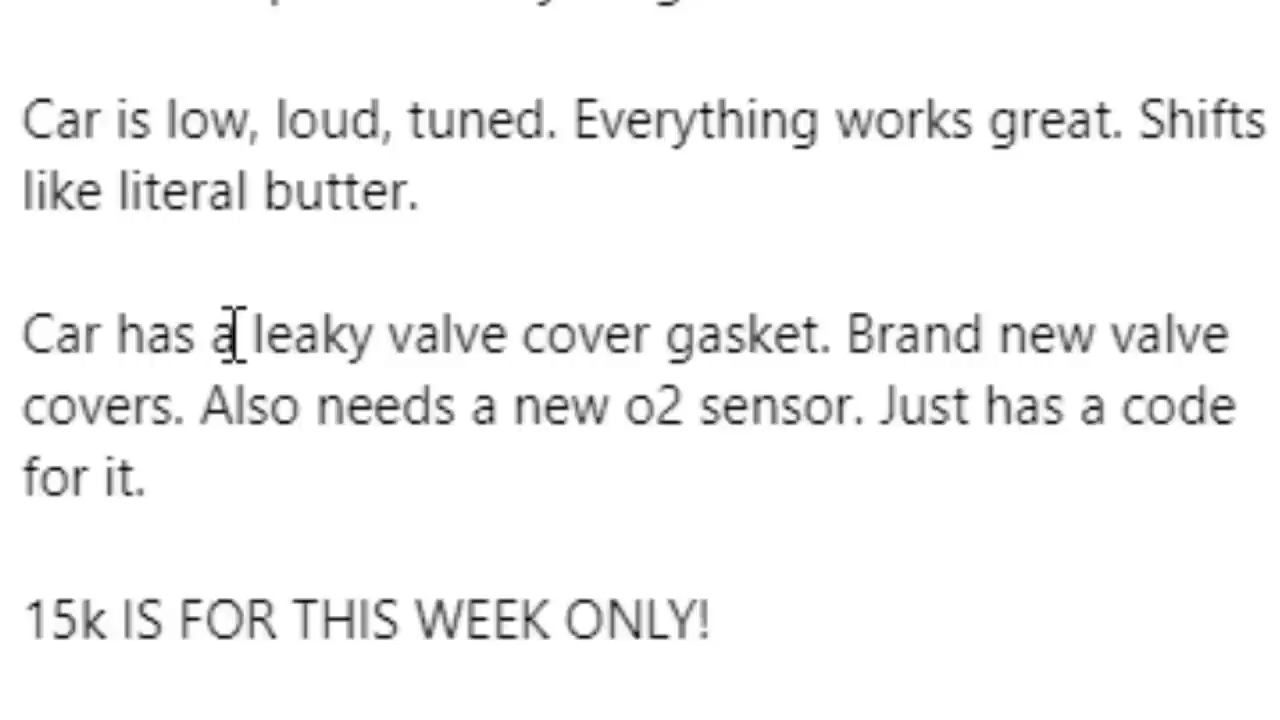 Car is low, loud, tuned. Everything works great. Shifts
like literal butter.
Car has a leaky valve cover gasket. Brand new valve
covers. Also needs a new o2 sensor. Just has a code
for it.
15k IS FOR THIS WEEK ONLY!